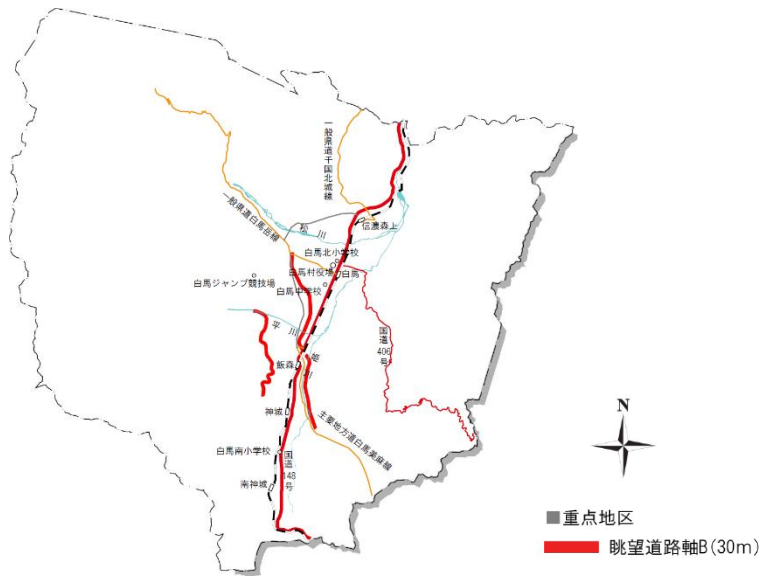 一般県道千国北城線
一般県道白馬岳線
松川
信濃森上
白馬北小学校
白馬村役場
白馬
白馬中学校
白馬ジャンプ競技場
平川
国道406号
姫川
飯森
神城
主要地方道白馬美麻線
白馬南小学校
国道148号
南神城
N
■重点地区
眺望道路軸B(30m)